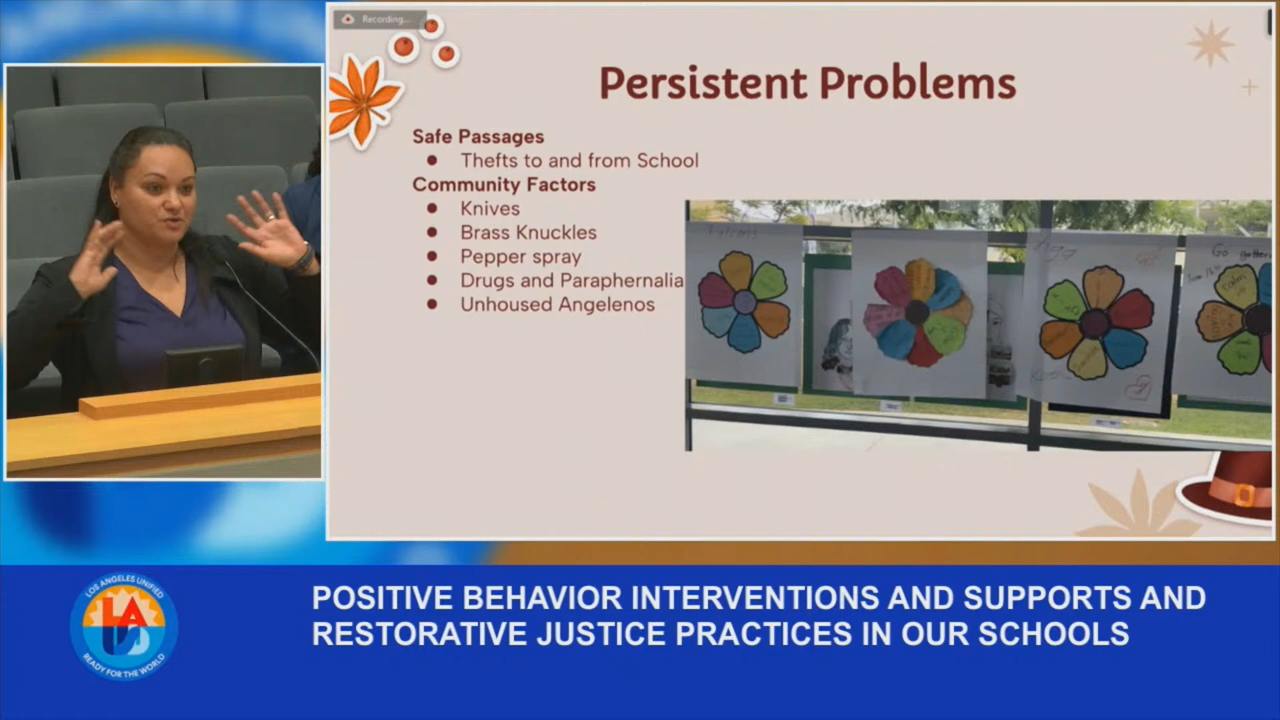 Recording...
Persistent Problems
Safe Passages
● Thefts to and from School
Community Factors
● Knives
● Brass Knuckles
● Pepper spray
● Drugs and Paraphernalia
● Unhoused Angelenos
Go
LOS ANGELES UNIFIED
LAUSD
READY FOR THE WORLD
POSITIVE BEHAVIOR INTERVENTIONS AND SUPPORTS AND
RESTORATIVE JUSTICE PRACTICES IN OUR SCHOOLS